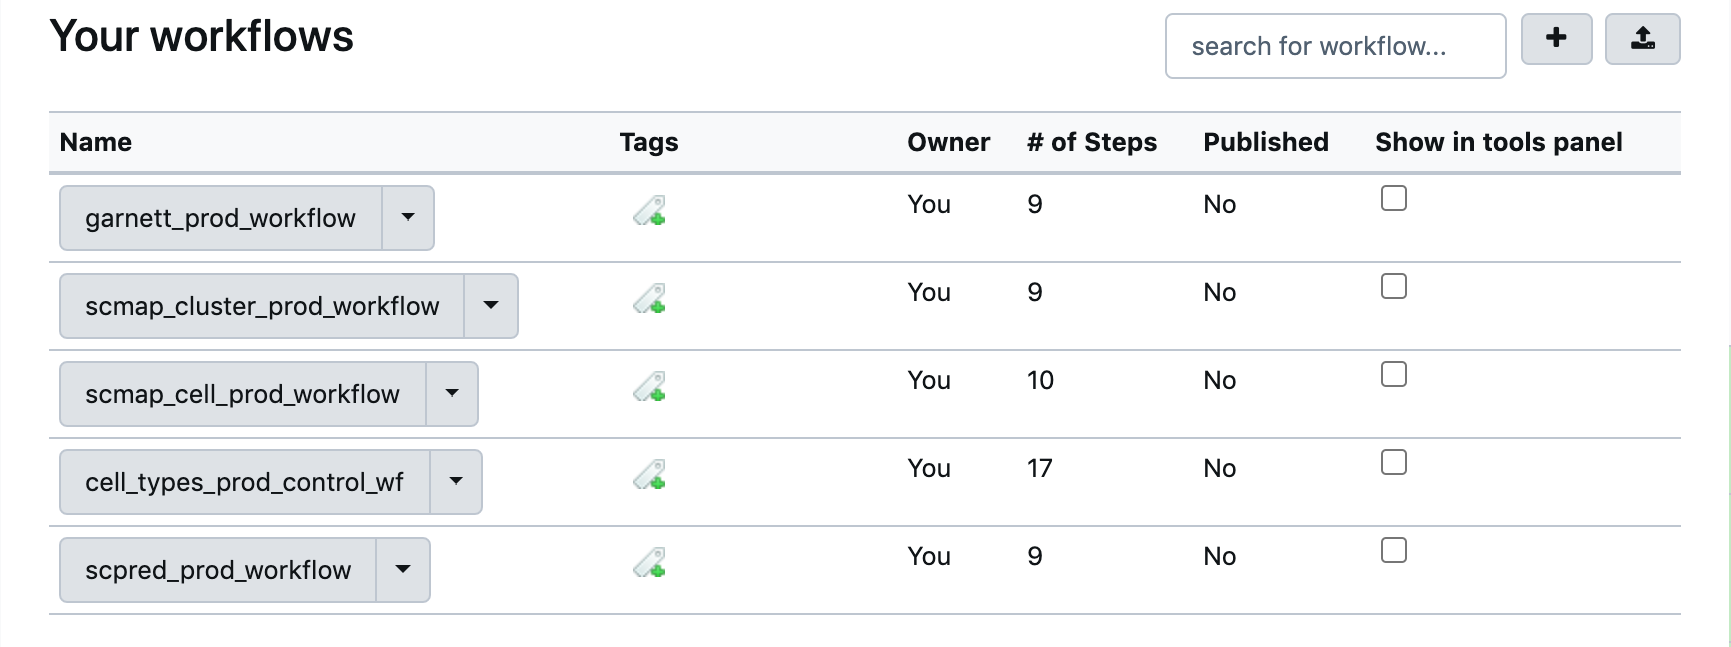 Your workflows
search for workflow...
Name Tags Owner # of Steps Published Show in tools panel
garnett_prod_workflow You 9 No
scmap_cluster_prod_workflow You 9 No
scmap_cell_prod_workflow You 10 No
cell_types_prod_control_wf You 17 No
scpred_prod_workflow You 9 No